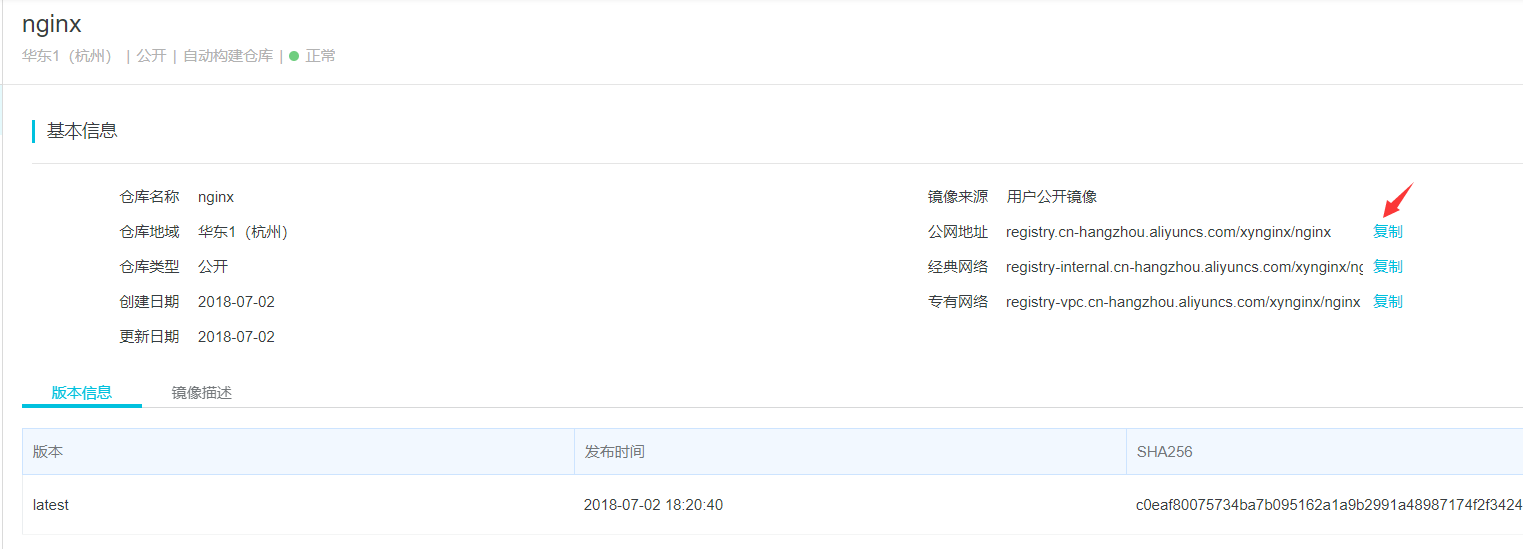 nginx
华东1（杭州） | 公开 | 自动构建仓库 | 正常
基本信息
仓库名称 nginx
镜像来源 用户公开镜像
仓库地域 华东1（杭州）
公网地址 registry.cn-hangzhou.aliyuncs.com/xynginx/nginx 复制
仓库类型 公开
经典网络 registry-internal.cn-hangzhou.aliyuncs.com/xynginx/ng 复制
创建日期 2018-07-02
专有网络 registry-vpc.cn-hangzhou.aliyuncs.com/xynginx/nginx 复制
更新日期 2018-07-02
版本信息 镜像描述
版本 发布时间 SHA256
latest 2018-07-02 18:20:40 c0eaf80075734ba7b095162a1a9b2991a48987174f2f3424